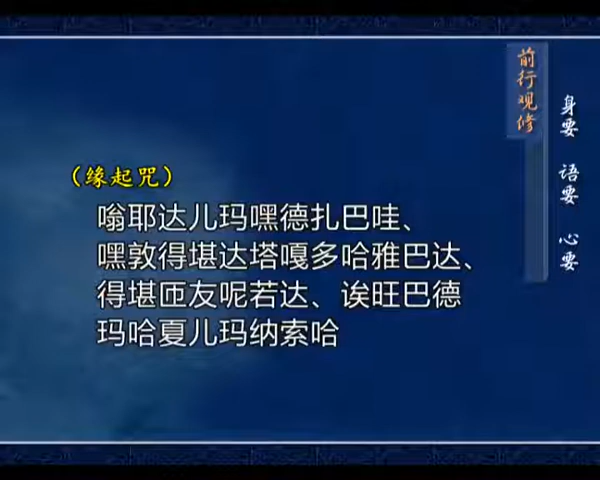 前行观修
身要 语要 心要
（缘起咒）
嗡耶达儿玛嘿德扎巴哇、
嘿敦得堪达塔嘎多哈雅巴达、
得堪匝友呢若达、诶旺巴德
玛哈夏儿玛纳索哈